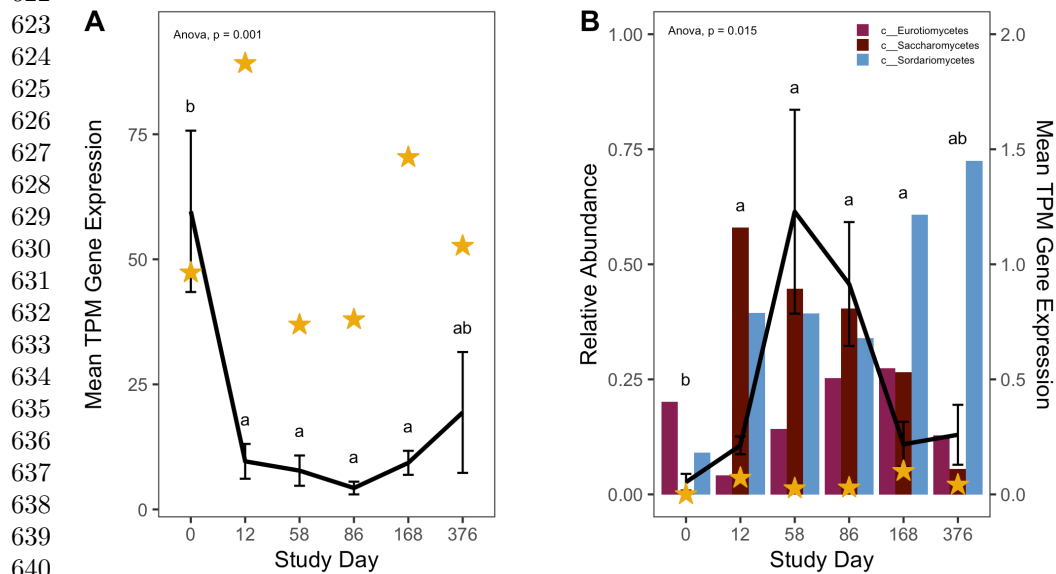 622
623
624
625
626
627
628
629
630
631
632
633
634
635
636
637
638
639
640
A
Anova, p = 0.001
Mean TPM Gene Expression
75
50
25
0
b
a
a
a
a
ab
0 12 58 86 168 376
Study Day
B
Anova, p = 0.015
c__Eurotiomycetes
c__Saccharomycetes
c__Sordariomycetes
Relative Abundance
1.00
0.75
0.50
0.25
0.00
b
a
a
a
a
ab
2.0
1.5
1.0
0.5
0.0
Mean TPM Gene Expression
0 12 58 86 168 376
Study Day